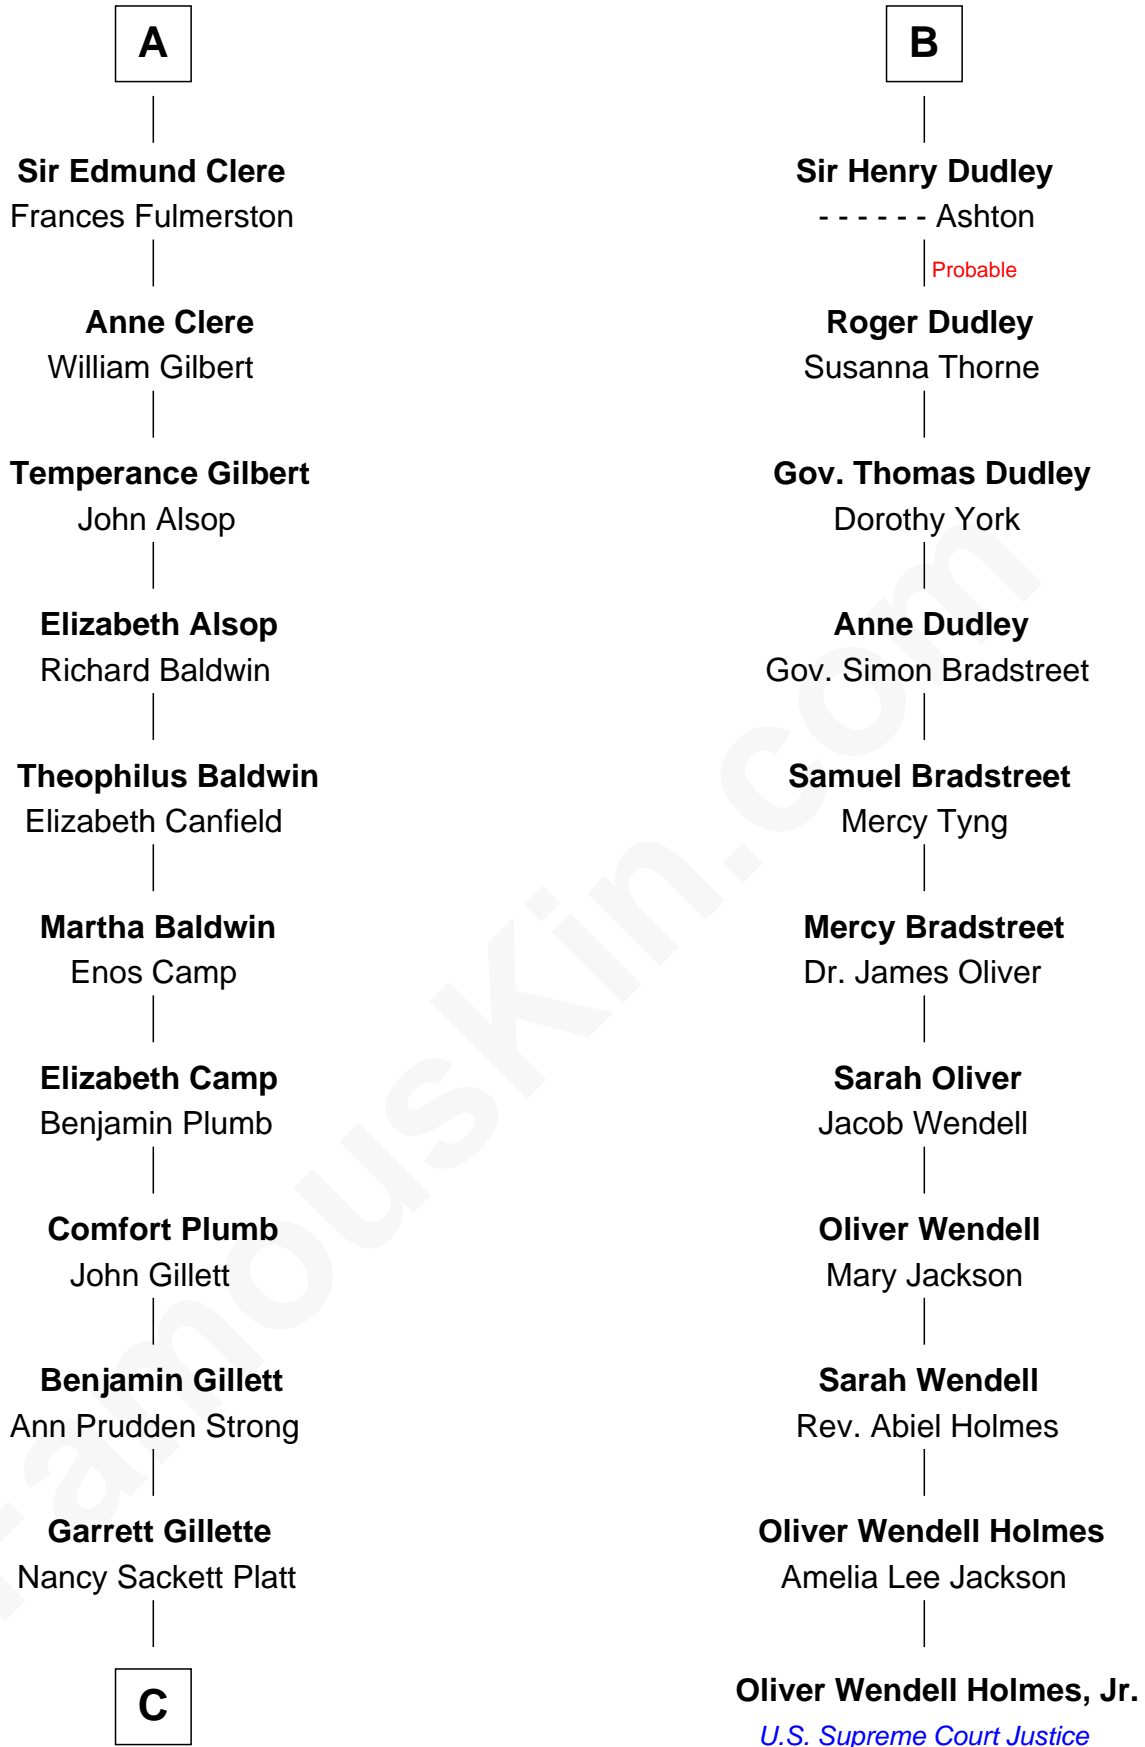 A
Sir Edmund Clere
Frances Fulmerston
Anne Clere
William Gilbert
Temperance Gilbert
John Alsop
Elizabeth Alsop
Richard Baldwin
Theophilus Baldwin
Elizabeth Canfield
Martha Baldwin
Enos Camp
Elizabeth Camp
Benjamin Plumb
Comfort Plumb
John Gillett
Benjamin Gillett
Ann Prudden Strong
Garrett Gillette
Nancy Sackett Platt
C
B
Sir Henry Dudley
- - - - - - Ashton
Probable
Roger Dudley
Susanna Thorne
Gov. Thomas Dudley
Dorothy York
Anne Dudley
Gov. Simon Bradstreet
Samuel Bradstreet
Mercy Tyng
Mercy Bradstreet
Dr. James Oliver
Sarah Oliver
Jacob Wendell
Oliver Wendell
Mary Jackson
Sarah Wendell
Rev. Abiel Holmes
Oliver Wendell Holmes
Amelia Lee Jackson
Oliver Wendell Holmes, Jr.
U.S. Supreme Court Justice
FamousKin.com